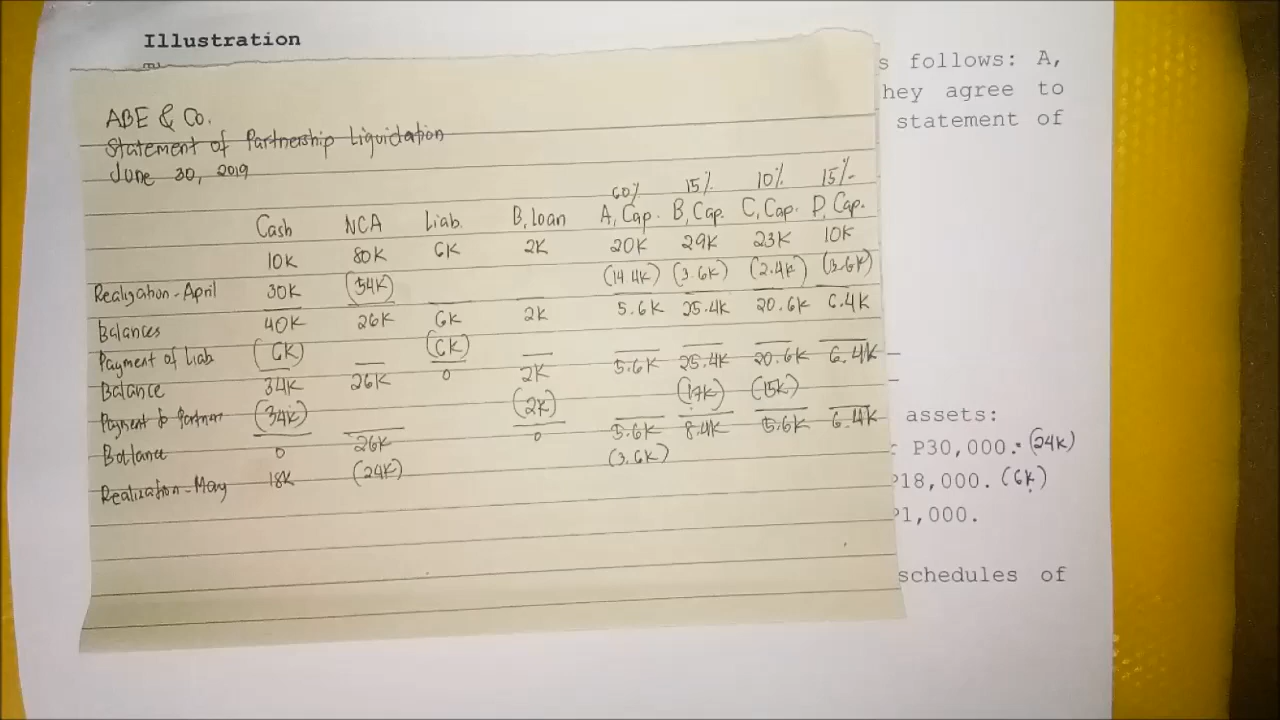 Illustration
s follows: A,
hey agree to
statement of
ABE & Co.
Statement of Partnership Liquidation
June 30, 2019
60% 15% 10% 15%
Cash NCA Liab. B, loan A, Cap. B, Cap. C, Cap. D, Cap.
10K 80K 6K 2K 20K 29K 23K 10K
Realization - April 30K (54K) (14.4K) (3.6K) (2.4K) (3.6K)
Balances 40K 26K 6K 2K 5.6K 25.4K 20.6K 6.4K
Payment of Liab (6K) (6K)
Balance 34K 26K 0 2K 5.6K 25.4K 20.6K 6.4K
Payment to Partners (34K) (2K) (17K) (15K)
Balance 0 26K 0 5.6K 8.4K 5.6K 6.4K
Realization - May 18K (24K) (3.6K)
assets:
P30,000. (24K)
P18,000. (6K)
P1,000.
schedules of